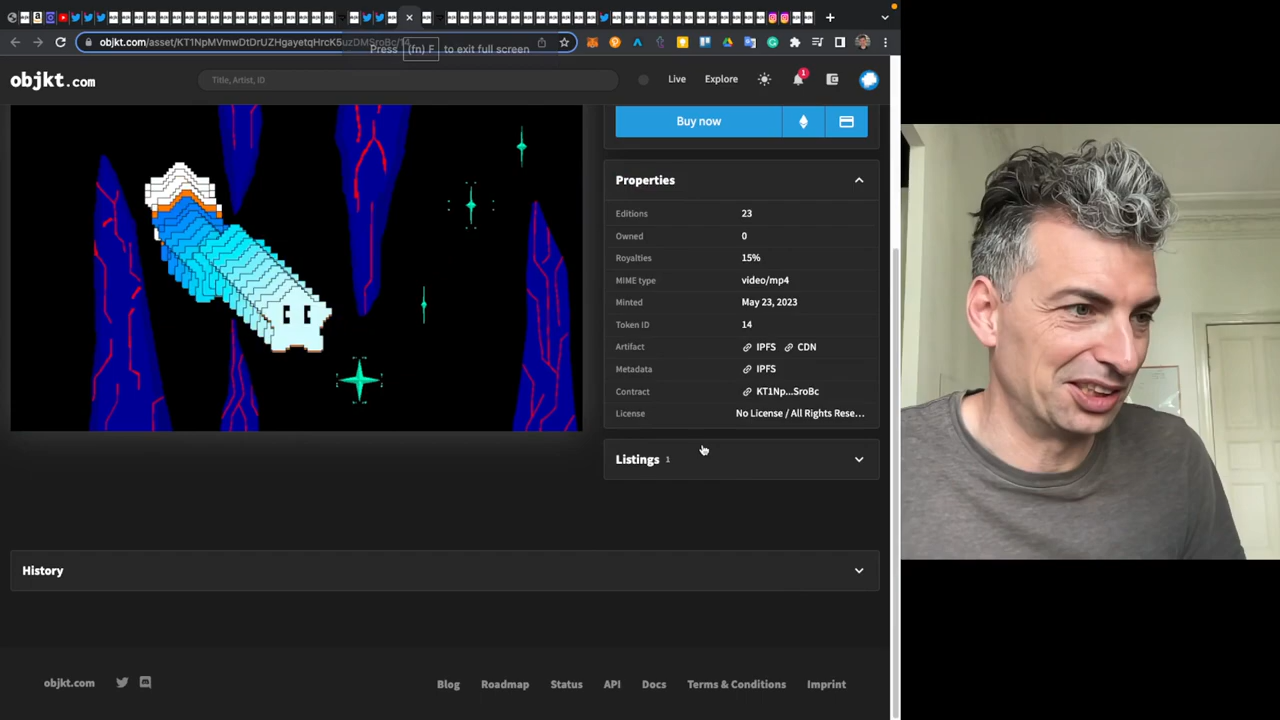 objkt.com/asset/KT1NpMVmwDtDrUZHgayetqHrcK5uzDMSroBc/14
Press (fn) F to exit full screen
objkt.com
Title, Artist, ID
Live
Explore
1
Buy now
Properties
Editions 23
Owned 0
Royalties 15%
MIME type video/mp4
Minted May 23, 2023
Token ID 14
Artifact IPFS CDN
Metadata IPFS
Contract KT1Np...SroBc
License No License / All Rights Rese...
Listings 1
History
objkt.com
Blog Roadmap Status API Docs Terms & Conditions Imprint